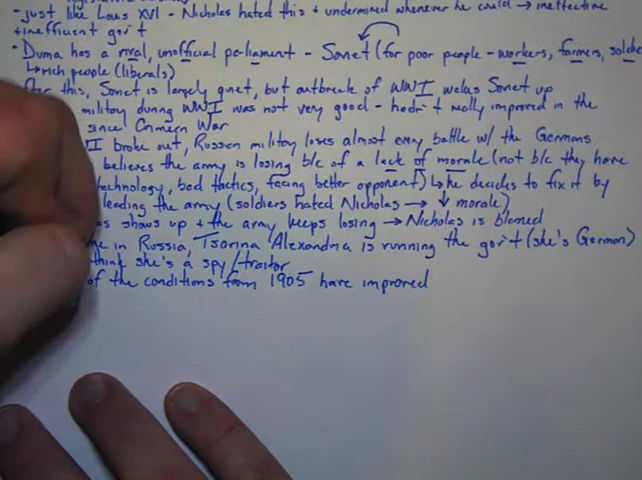 - just like Louis XVI - Nicholas hated this + undermined whenever he could → ineffective
+ inefficient gov't
• Duma has a rival, unofficial parliament - Soviet (for poor people - workers, farmers, soldie
↳ rich people (liberals)
this, Soviet is largely quiet, but outbreak of WWI wakes Soviet up
military during WWI was not very good - hadn't really improved in the
since Crimean War
I broke out, Russian military loses almost every battle w/ the Germans
believes the army is losing b/c of a lack of morale (not b/c they have
technology, bad tactics, facing better opponent) ↳ he decides to fix it by
leading the army (soldiers hated Nicholas → ↓ morale)
shows up + the army keeps losing → Nicholas is blamed
in Russia, Tsarina Alexandria is running the gov't (she's German)
think she's a spy/traitor
of the conditions from 1905 have improved